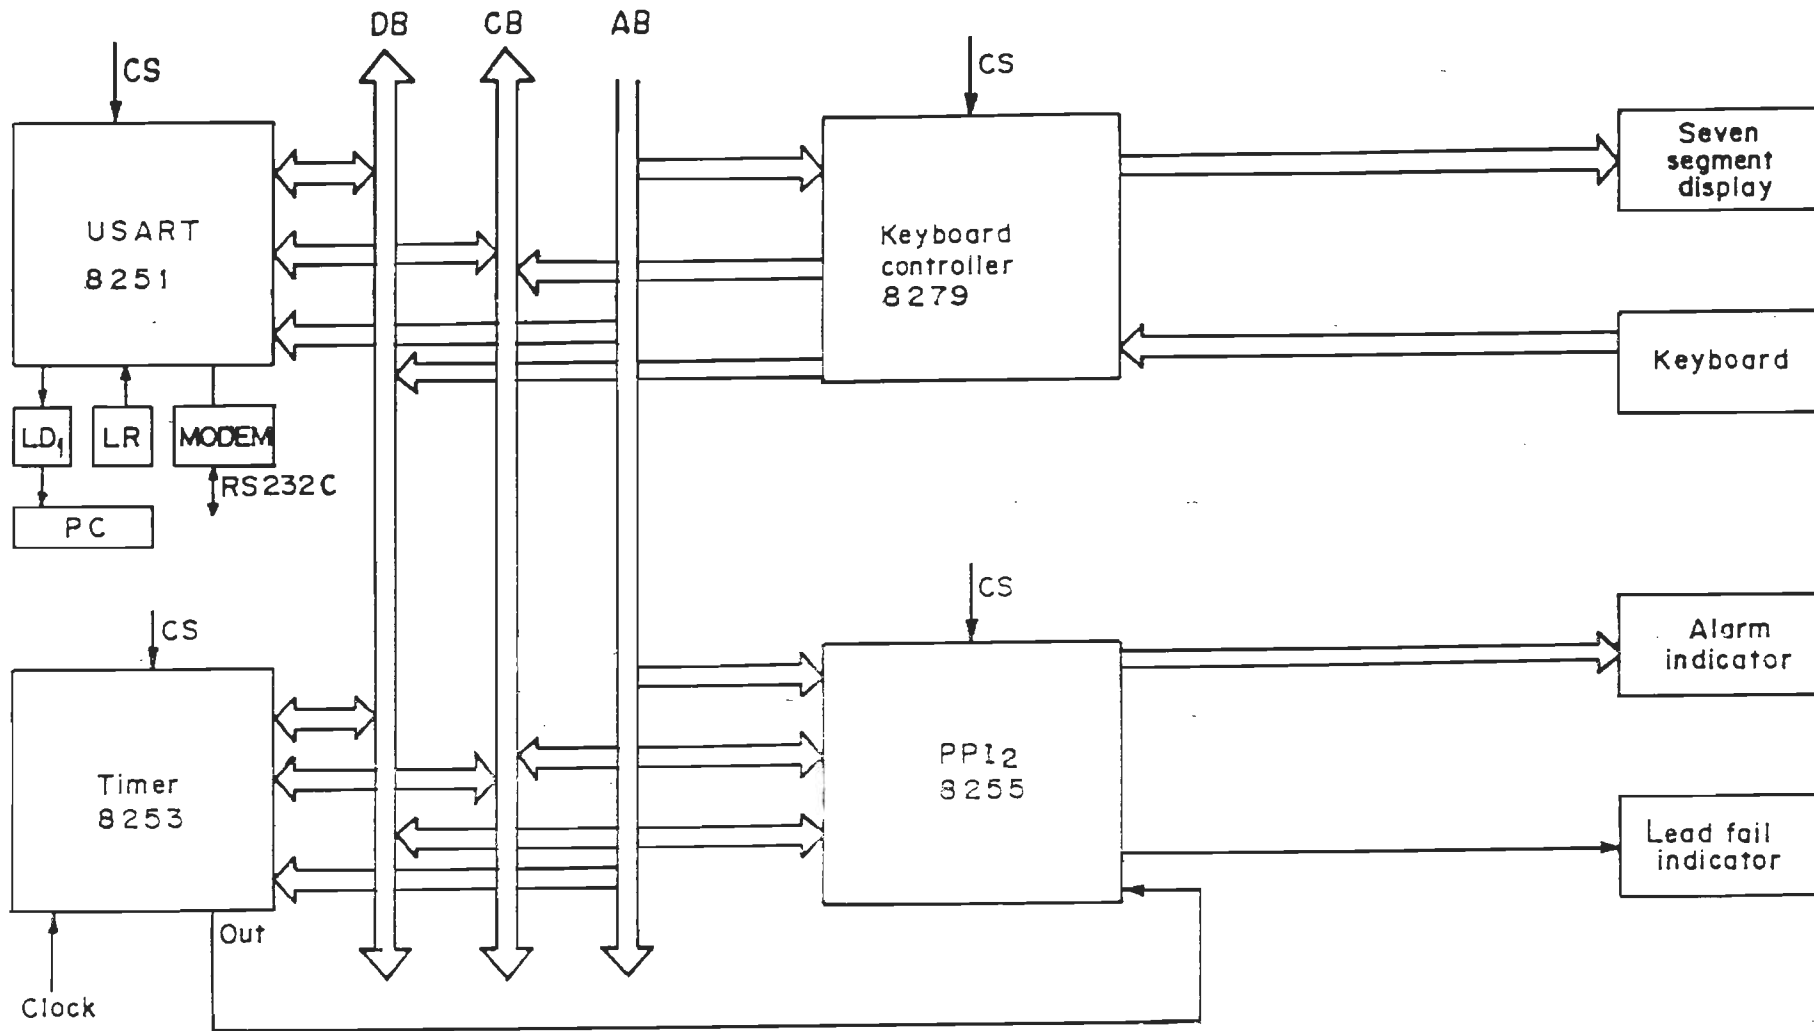 DB
CB
AB
CS
CS
USART
8251
Keyboard
controller
8279
Seven
segment
display
Keyboard
LD1
LR
MODEM
RS232C
PC
CS
CS
Timer
8253
PPI2
8255
Alarm
indicator
Lead fail
indicator
Out
Clock